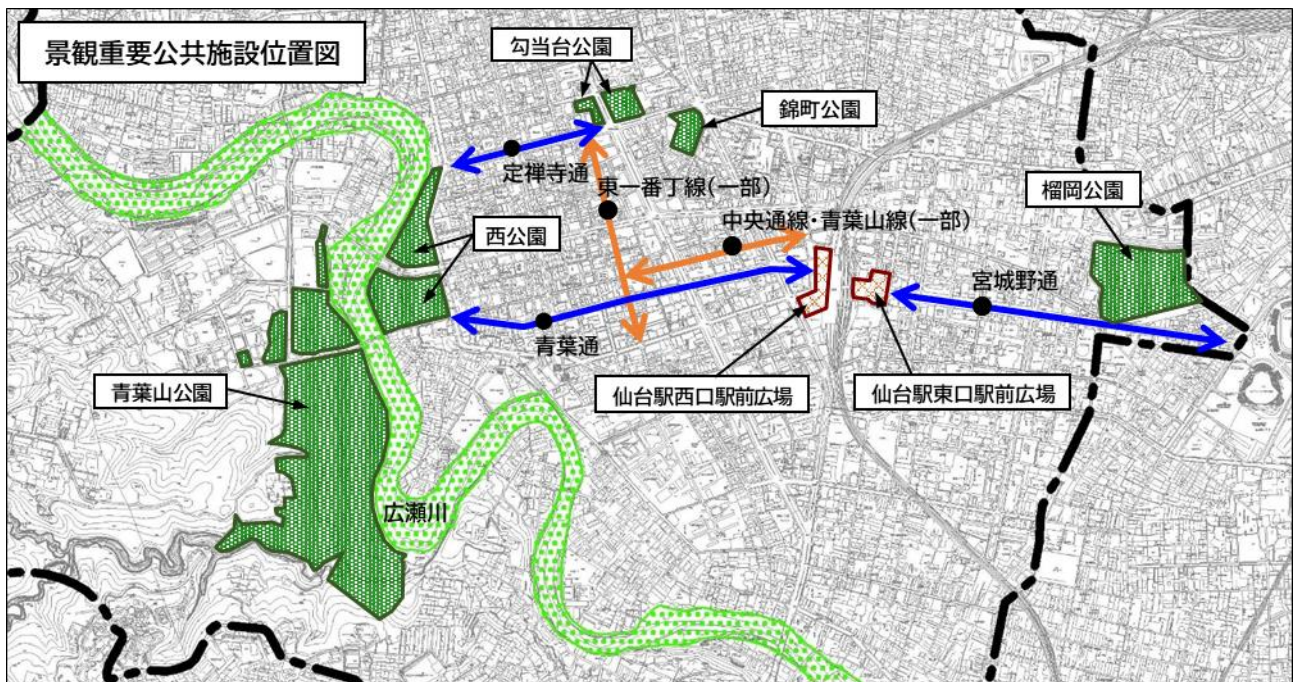 景観重要公共施設位置図
勾当台公園
錦町公園
定禅寺通
東一番丁線(一部)
榴岡公園
中央通線・青葉山線(一部)
西公園
宮城野通
青葉通
青葉山公園
仙台駅西口駅前広場
仙台駅東口駅前広場
広瀬川